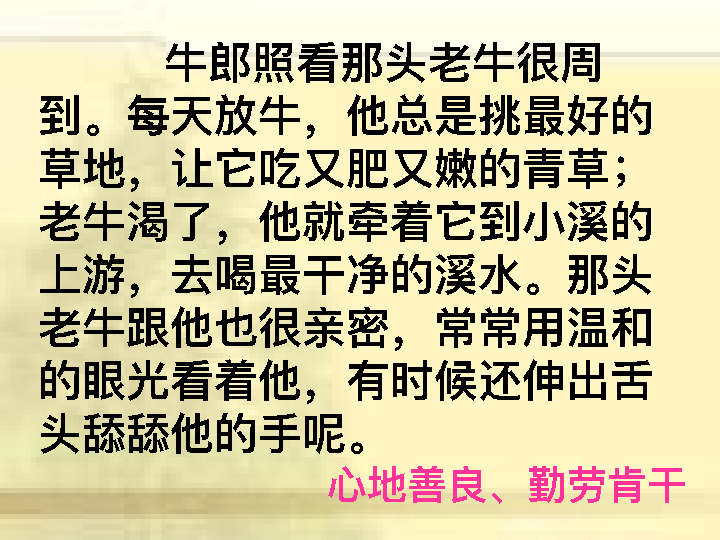 牛郎照看那头老牛很周
到。每天放牛，他总是挑最好的
草地，让它吃又肥又嫩的青草；
老牛渴了，他就牵着它到小溪的
上游，去喝最干净的溪水。那头
老牛跟他也很亲密，常常用温和
的眼光看着他，有时候还伸出舌
头舔舔他的手呢。
心地善良、勤劳肯干